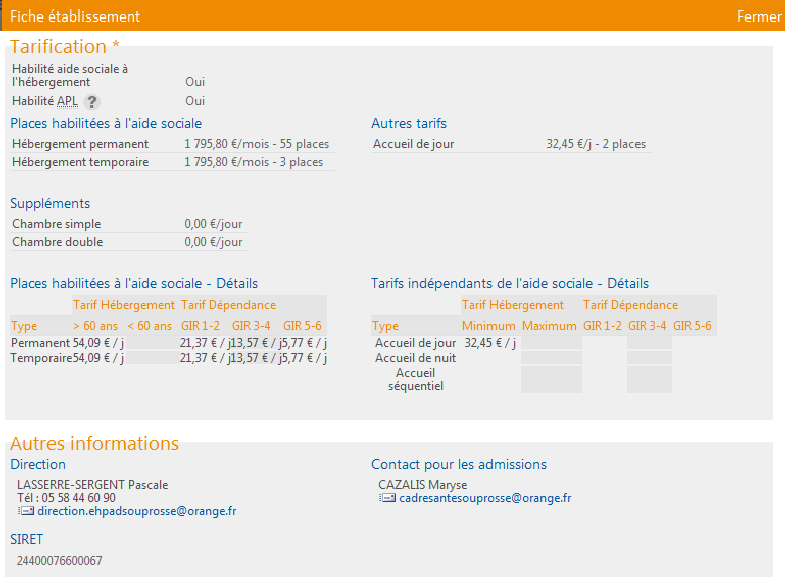 Fiche établissement Fermer
Tarification *
Habilité aide sociale à
l'hébergement Oui
Habilité APL ? Oui
Places habilitées à l'aide sociale Autres tarifs
Hébergement permanent 1 795,80 €/mois - 55 places Accueil de jour 32,45 €/j - 2 places
Hébergement temporaire 1 795,80 €/mois - 3 places
Suppléments
Chambre simple 0,00 €/jour
Chambre double 0,00 €/jour
Places habilitées à l'aide sociale - Détails Tarifs indépendants de l'aide sociale - Détails
Tarif Hébergement Tarif Dépendance Tarif Hébergement Tarif Dépendance
Type > 60 ans < 60 ans GIR 1-2 GIR 3-4 GIR 5-6 Type Minimum Maximum GIR 1-2 GIR 3-4 GIR 5-6
Permanent 54,09 € / j 21,37 € / j 13,57 € / j 5,77 € / j Accueil de jour 32,45 € / j
Temporaire 54,09 € / j 21,37 € / j 13,57 € / j 5,77 € / j Accueil de nuit
Accueil
séquentiel
Autres informations
Direction Contact pour les admissions
LASSERRE-SERGENT Pascale CAZALIS Maryse
Tél : 05 58 44 60 90 cadresantesouprosse@orange.fr
direction.ehpadsouprosse@orange.fr
SIRET
24400076600067